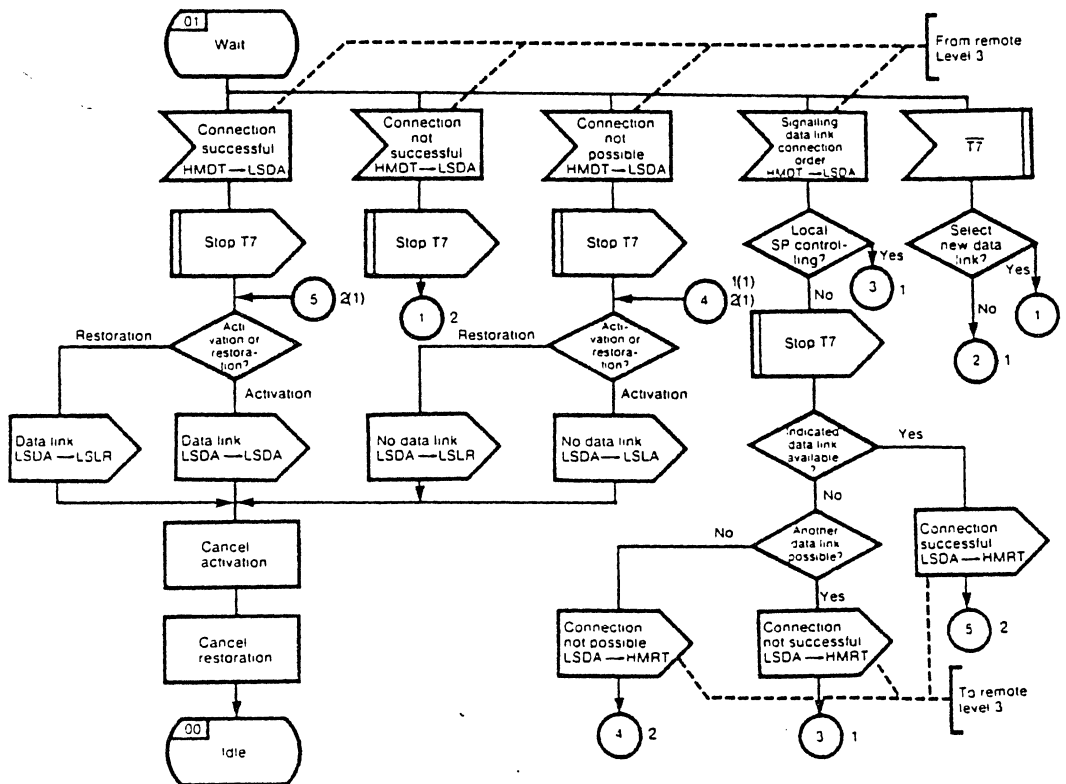 01
Wait
From remote
Level 3
Connection
successful
HMDT→LSDA
Connection
not
successful
HMDT→LSDA
Connection
not
possible
HMDT→LSDA
Signalling
data link
connection
order
HMDT→LSDA
T7
Stop T7
Stop T7
Stop T7
Local
SP control-
ling?
Yes
3 1
No
Select
new data
link?
Yes
1
No
2 1
5 2(1)
1 2
4 1(1)
2(1)
Stop T7
Restoration
Acti-
vation or
restora-
tion?
Activation
Restoration
Acti-
vation or
restora-
tion?
Activation
Data link
LSDA→LSLR
Data link
LSDA→LSDA
No data link
LSDA→LSLR
No data link
LSDA→LSLA
Indicated
data link
available
?
Yes
No
Another
data link
possible?
No
Yes
Connection
successful
LSDA→HMRT
5 2
Cancel
activation
Cancel
restoration
Connection
not possible
LSDA→HMRT
Connection
not successful
LSDA→HMRT
To remote
level 3
4 2
3 1
00
Idle